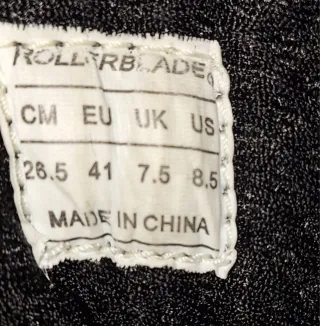 ROLLERBLADE
CM EU UK US
26.5 41 7.5 8.5
MADE IN CHINA